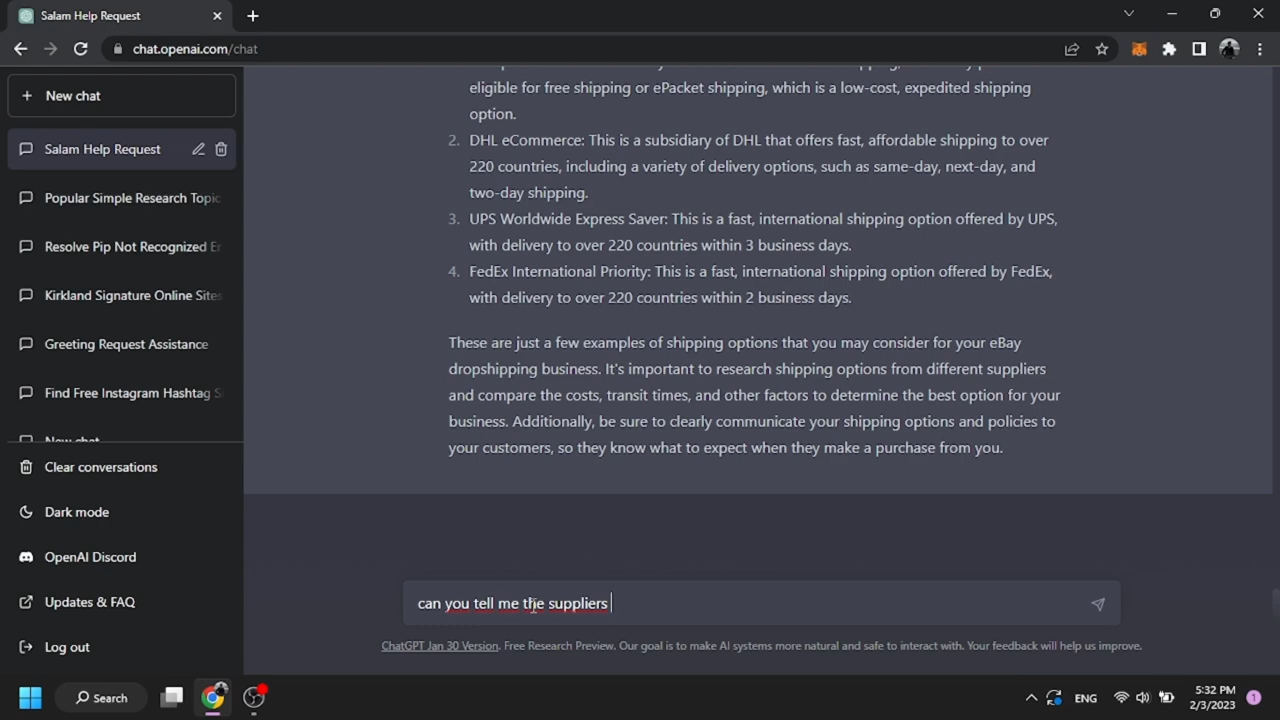 Salam Help Request
chat.openai.com/chat
New chat
Salam Help Request
Popular Simple Research Topic
Resolve Pip Not Recognized Er
Kirkland Signature Online Sites
Greeting Request Assistance
Find Free Instagram Hashtag S
New chat
Clear conversations
Dark mode
OpenAI Discord
Updates & FAQ
Log out
eligible for free shipping or ePacket shipping, which is a low-cost, expedited shipping
option.
2. DHL eCommerce: This is a subsidiary of DHL that offers fast, affordable shipping to over
220 countries, including a variety of delivery options, such as same-day, next-day, and
two-day shipping.
3. UPS Worldwide Express Saver: This is a fast, international shipping option offered by UPS,
with delivery to over 220 countries within 3 business days.
4. FedEx International Priority: This is a fast, international shipping option offered by FedEx,
with delivery to over 220 countries within 2 business days.
These are just a few examples of shipping options that you may consider for your eBay
dropshipping business. It's important to research shipping options from different suppliers
and compare the costs, transit times, and other factors to determine the best option for your
business. Additionally, be sure to clearly communicate your shipping options and policies to
your customers, so they know what to expect when they make a purchase from you.
can you tell me the suppliers
ChatGPT Jan 30 Version. Free Research Preview. Our goal is to make AI systems more natural and safe to interact with. Your feedback will help us improve.
Search
ENG
5:32 PM
2/3/2023
1